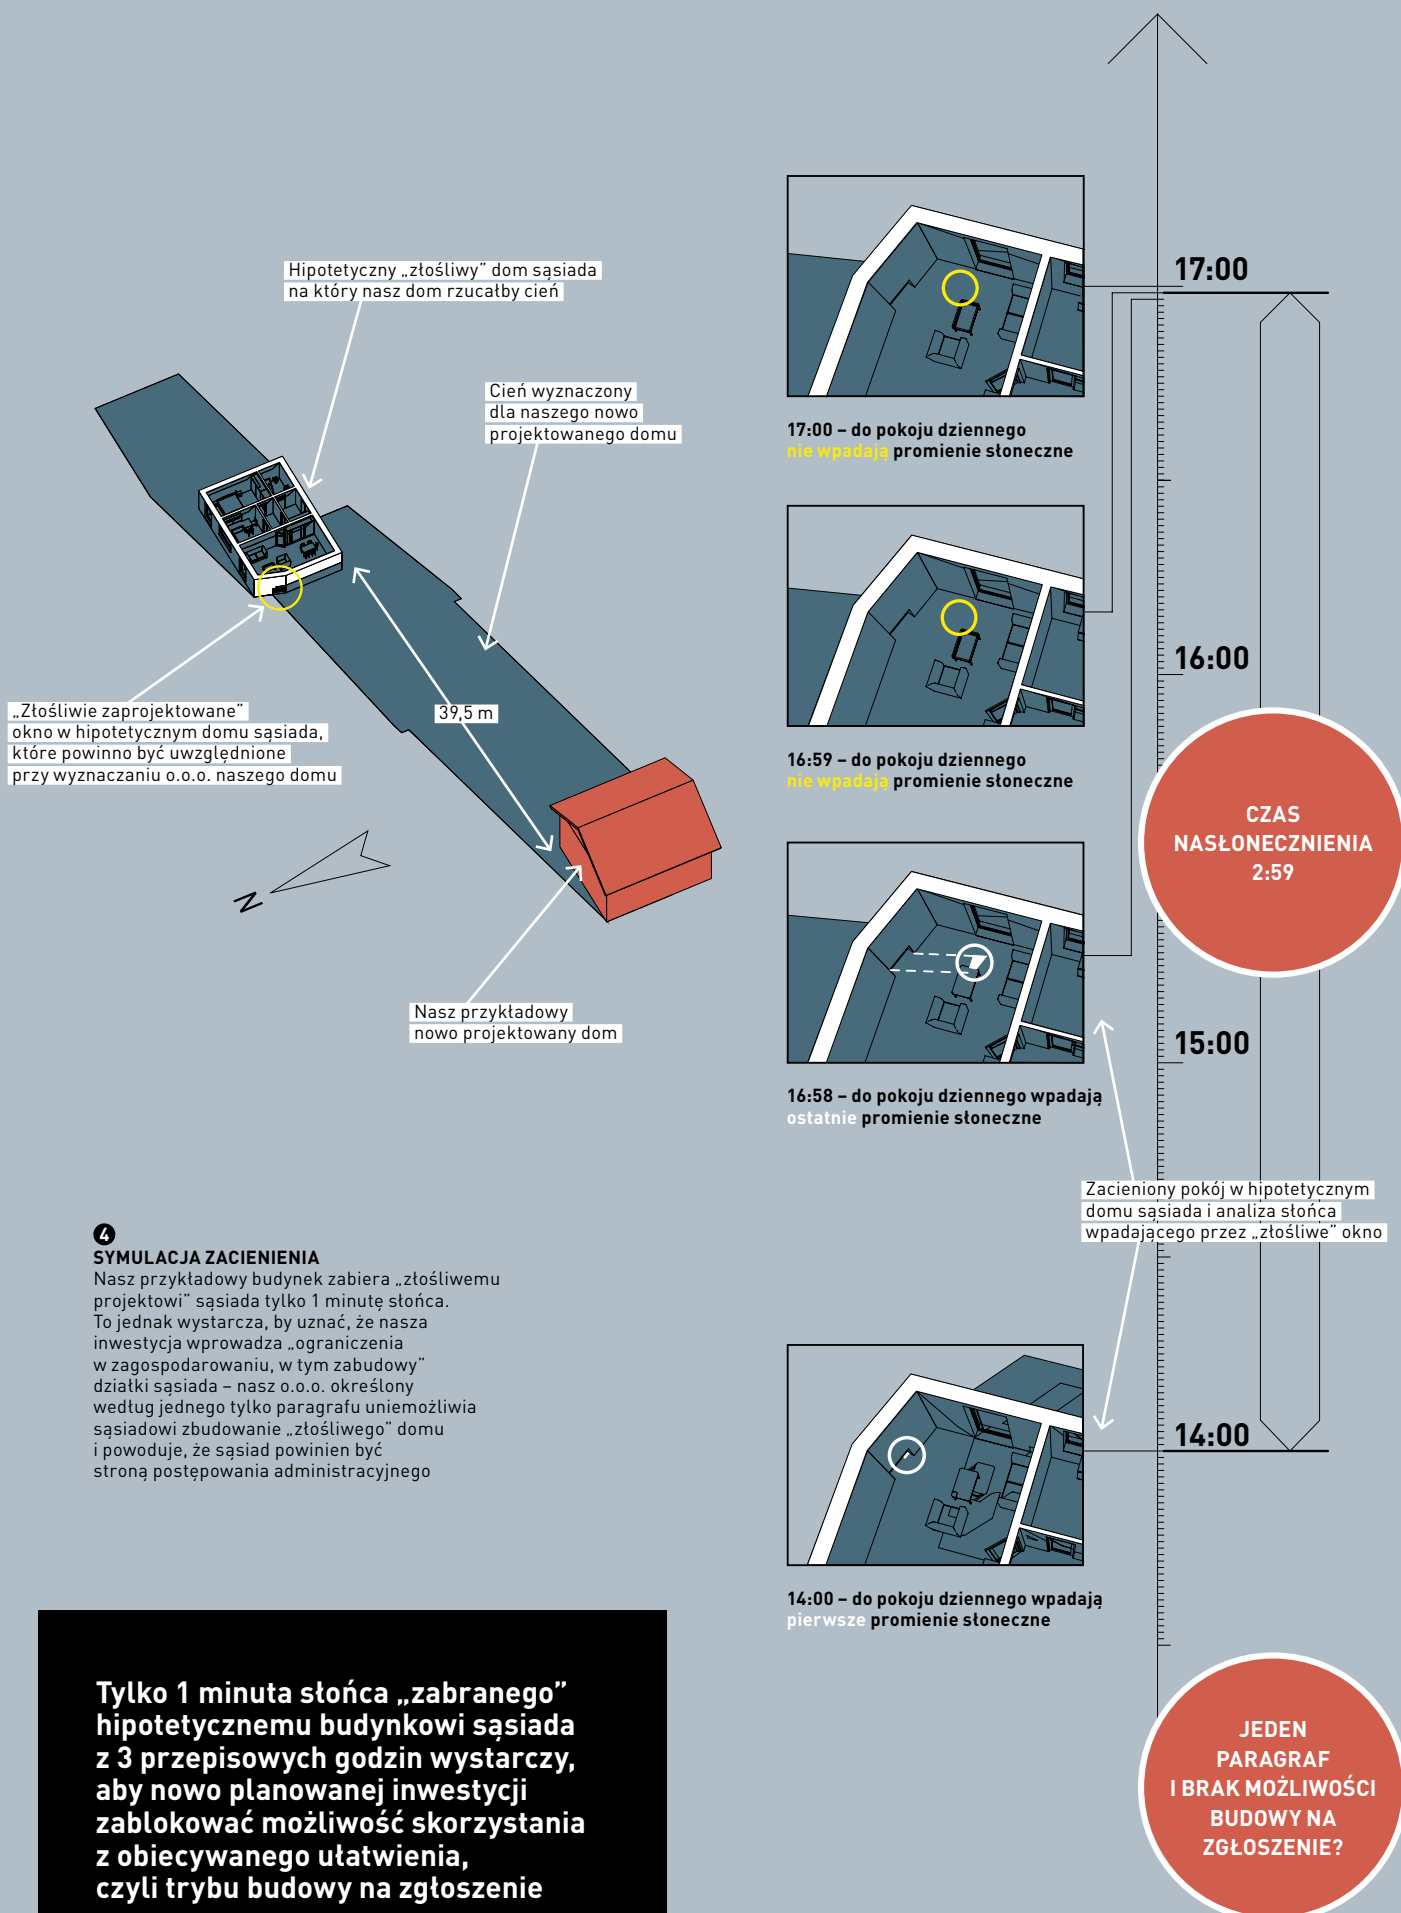 Hipotetyczny „złośliwy” dom sąsiada
na który nasz dom rzucałby cień
Cień wyznaczony
dla naszego nowo
projektowanego domu
„Złośliwie zaprojektowane”
okno w hipotetycznym domu sąsiada,
które powinno być uwzględnione
przy wyznaczaniu o.o.o. naszego domu
39,5 m
N
Nasz przykładowy
nowo projektowany dom
4
SYMULACJA ZACIENIENIA
Nasz przykładowy budynek zabiera „złośliwemu
projektowi” sąsiada tylko 1 minutę słońca.
To jednak wystarcza, by uznać, że nasza
inwestycja wprowadza „ograniczenia
w zagospodarowaniu, w tym zabudowy”
działki sąsiada – nasz o.o.o. określony
według jednego tylko paragrafu uniemożliwia
sąsiadowi zbudowanie „złośliwego” domu
i powoduje, że sąsiad powinien być
stroną postępowania administracyjnego
Tylko 1 minuta słońca „zabranego”
hipotetycznemu budynkowi sąsiada
z 3 przepisowych godzin wystarczy,
aby nowo planowanej inwestycji
zablokować możliwość skorzystania
z obiecywanego ułatwienia,
czyli trybu budowy na zgłoszenie
17:00 – do pokoju dziennego
nie wpadają promienie słoneczne
16:59 – do pokoju dziennego
nie wpadają promienie słoneczne
16:58 – do pokoju dziennego wpadają
ostatnie promienie słoneczne
14:00 – do pokoju dziennego wpadają
pierwsze promienie słoneczne
17:00
16:00
CZAS
NASŁONECZNIENIA
2:59
15:00
Zacieniony pokój w hipotetycznym
domu sąsiada i analiza słońca
wpadającego przez „złośliwe” okno
14:00
JEDEN
PARAGRAF
I BRAK MOŻLIWOŚCI
BUDOWY NA
ZGŁOSZENIE?